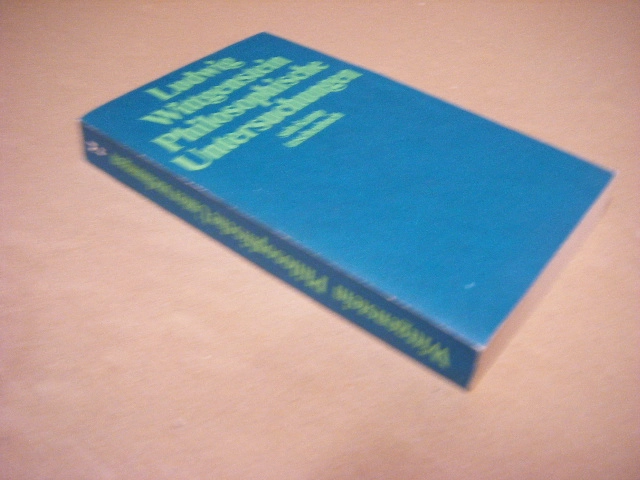 Ludwig
Wittgenstein
Philosophische
Untersuchungen
Wittgenstein Philosophische Untersuchungen